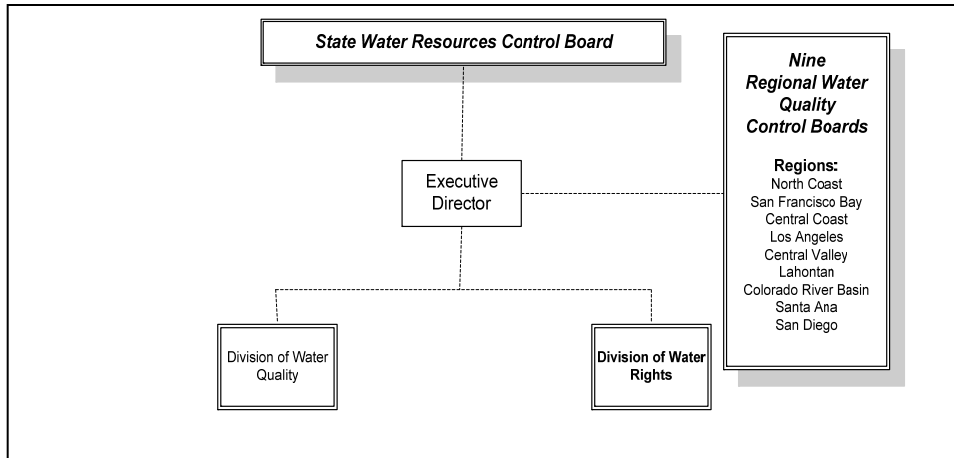 State Water Resources Control Board
Nine
Regional Water
Quality
Control Boards
Regions:
North Coast
San Francisco Bay
Central Coast
Los Angeles
Central Valley
Lahontan
Colorado River Basin
Santa Ana
San Diego
Executive
Director
Division of Water
Quality
Division of Water
Rights